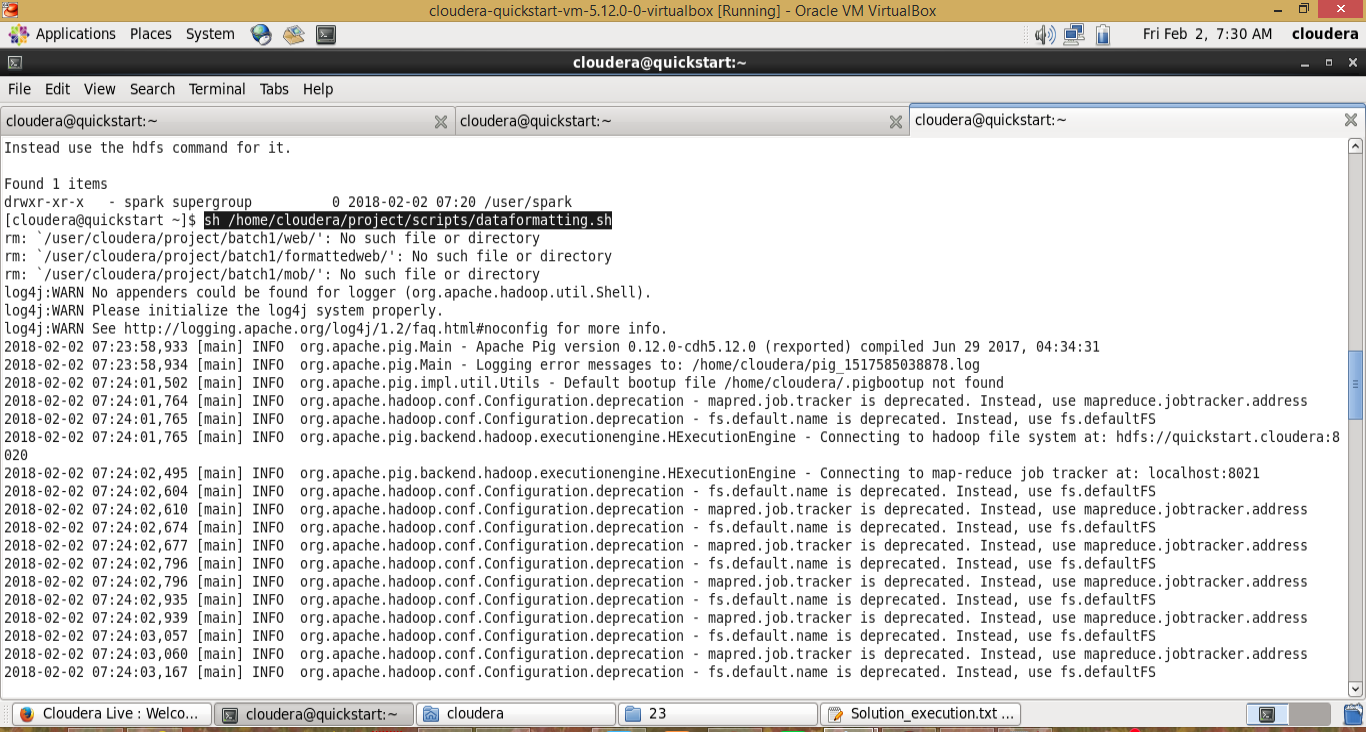 cloudera-quickstart-vm-5.12.0-0-virtualbox [Running] - Oracle VM VirtualBox
Applications Places System Fri Feb 2, 7:30 AM cloudera
cloudera@quickstart:~
File Edit View Search Terminal Tabs Help
cloudera@quickstart:~ cloudera@quickstart:~ cloudera@quickstart:~
Instead use the hdfs command for it.
Found 1 items
drwxr-xr-x   - spark supergroup          0 2018-02-02 07:20 /user/spark
[cloudera@quickstart ~]$ sh /home/cloudera/project/scripts/dataformatting.sh
rm: `/user/cloudera/project/batch1/web/': No such file or directory
rm: `/user/cloudera/project/batch1/formattedweb/': No such file or directory
rm: `/user/cloudera/project/batch1/mob/': No such file or directory
log4j:WARN No appenders could be found for logger (org.apache.hadoop.util.Shell).
log4j:WARN Please initialize the log4j system properly.
log4j:WARN See http://logging.apache.org/log4j/1.2/faq.html#noconfig for more info.
2018-02-02 07:23:58,933 [main] INFO  org.apache.pig.Main - Apache Pig version 0.12.0-cdh5.12.0 (rexported) compiled Jun 29 2017, 04:34:31
2018-02-02 07:23:58,934 [main] INFO  org.apache.pig.Main - Logging error messages to: /home/cloudera/pig_1517585038878.log
2018-02-02 07:24:01,502 [main] INFO  org.apache.pig.impl.util.Utils - Default bootup file /home/cloudera/.pigbootup not found
2018-02-02 07:24:01,764 [main] INFO  org.apache.hadoop.conf.Configuration.deprecation - mapred.job.tracker is deprecated. Instead, use mapreduce.jobtracker.address
2018-02-02 07:24:01,765 [main] INFO  org.apache.hadoop.conf.Configuration.deprecation - fs.default.name is deprecated. Instead, use fs.defaultFS
2018-02-02 07:24:01,765 [main] INFO  org.apache.pig.backend.hadoop.executionengine.HExecutionEngine - Connecting to hadoop file system at: hdfs://quickstart.cloudera:8
020
2018-02-02 07:24:02,495 [main] INFO  org.apache.pig.backend.hadoop.executionengine.HExecutionEngine - Connecting to map-reduce job tracker at: localhost:8021
2018-02-02 07:24:02,604 [main] INFO  org.apache.hadoop.conf.Configuration.deprecation - fs.default.name is deprecated. Instead, use fs.defaultFS
2018-02-02 07:24:02,610 [main] INFO  org.apache.hadoop.conf.Configuration.deprecation - mapred.job.tracker is deprecated. Instead, use mapreduce.jobtracker.address
2018-02-02 07:24:02,674 [main] INFO  org.apache.hadoop.conf.Configuration.deprecation - fs.default.name is deprecated. Instead, use fs.defaultFS
2018-02-02 07:24:02,677 [main] INFO  org.apache.hadoop.conf.Configuration.deprecation - mapred.job.tracker is deprecated. Instead, use mapreduce.jobtracker.address
2018-02-02 07:24:02,796 [main] INFO  org.apache.hadoop.conf.Configuration.deprecation - fs.default.name is deprecated. Instead, use fs.defaultFS
2018-02-02 07:24:02,796 [main] INFO  org.apache.hadoop.conf.Configuration.deprecation - mapred.job.tracker is deprecated. Instead, use mapreduce.jobtracker.address
2018-02-02 07:24:02,935 [main] INFO  org.apache.hadoop.conf.Configuration.deprecation - fs.default.name is deprecated. Instead, use fs.defaultFS
2018-02-02 07:24:02,939 [main] INFO  org.apache.hadoop.conf.Configuration.deprecation - mapred.job.tracker is deprecated. Instead, use mapreduce.jobtracker.address
2018-02-02 07:24:03,057 [main] INFO  org.apache.hadoop.conf.Configuration.deprecation - fs.default.name is deprecated. Instead, use fs.defaultFS
2018-02-02 07:24:03,060 [main] INFO  org.apache.hadoop.conf.Configuration.deprecation - mapred.job.tracker is deprecated. Instead, use mapreduce.jobtracker.address
2018-02-02 07:24:03,167 [main] INFO  org.apache.hadoop.conf.Configuration.deprecation - fs.default.name is deprecated. Instead, use fs.defaultFS
Cloudera Live : Welco... cloudera@quickstart:~ cloudera 23 Solution_execution.txt ...